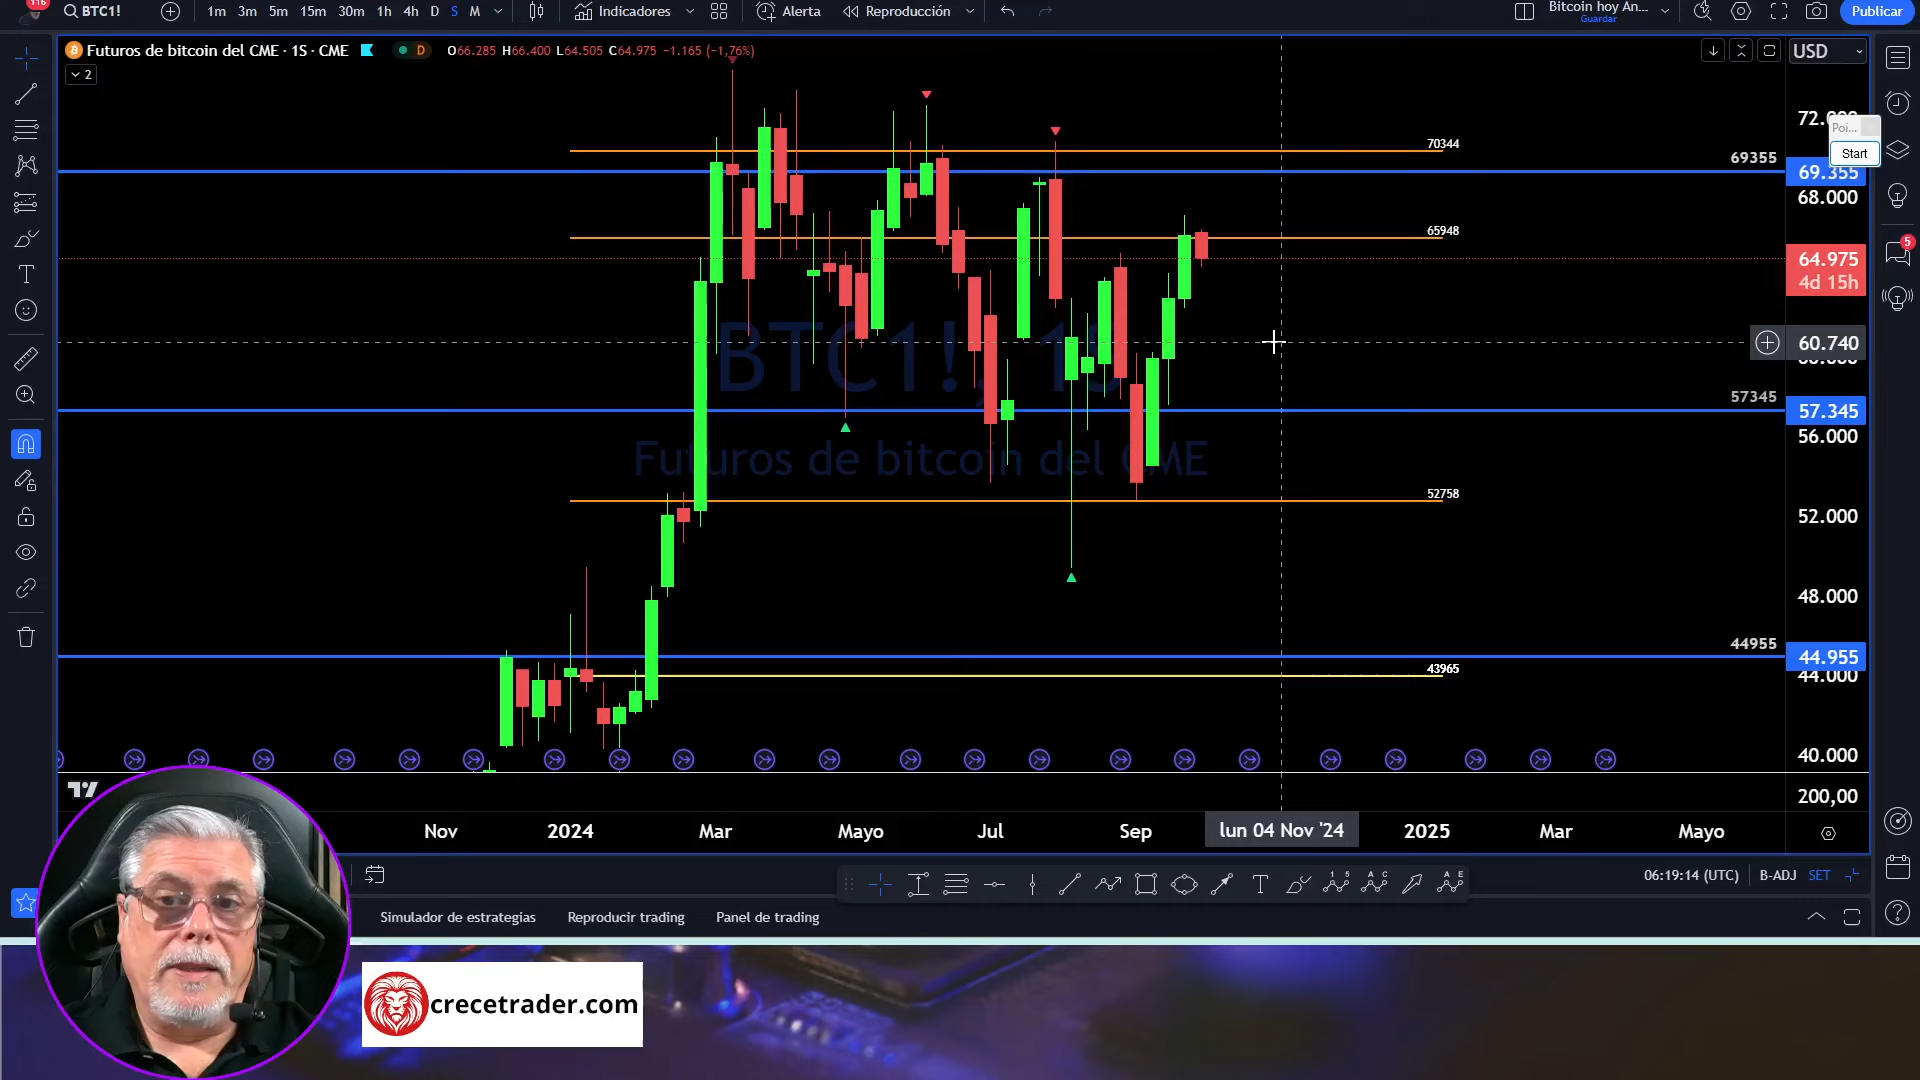 116
BTC1!
1m 3m 5m 15m 30m 1h 4h D S M
Indicadores
Alerta
Reproducción
Bitcoin hoy An...
Guardar
Publicar
Futuros de bitcoin del CME · 1S · CME
D
O66.285 H66.400 L64.505 C64.975 −1.165 (−1,76%)
2
USD
Poi...
Start
70344
69355
69.355
68.000
65948
64.975
4d 15h
BTC1!, 1S
60.740
57345
57.345
56.000
Futuros de bitcoin del CME
52758
52.000
48.000
44955
44.955
44.000
43965
40.000
200,00
5
Nov 2024 Mar Mayo Jul Sep lun 04 Nov '24 2025 Mar Mayo
06:19:14 (UTC) B-ADJ SET
Simulador de estrategias Reproducir trading Panel de trading
crecetrader.com